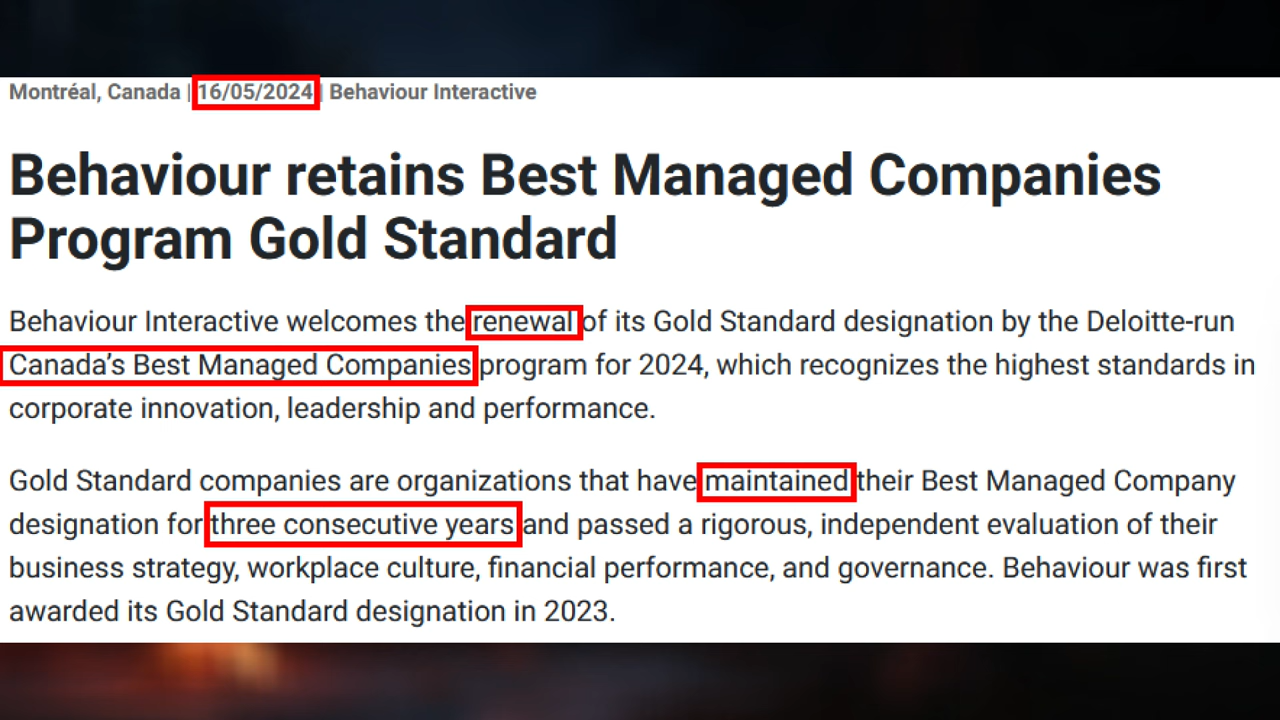 Montréal, Canada | 16/05/2024 | Behaviour Interactive
Behaviour retains Best Managed Companies
Program Gold Standard
Behaviour Interactive welcomes the renewal of its Gold Standard designation by the Deloitte-run
Canada’s Best Managed Companies program for 2024, which recognizes the highest standards in
corporate innovation, leadership and performance.
Gold Standard companies are organizations that have maintained their Best Managed Company
designation for three consecutive years and passed a rigorous, independent evaluation of their
business strategy, workplace culture, financial performance, and governance. Behaviour was first
awarded its Gold Standard designation in 2023.